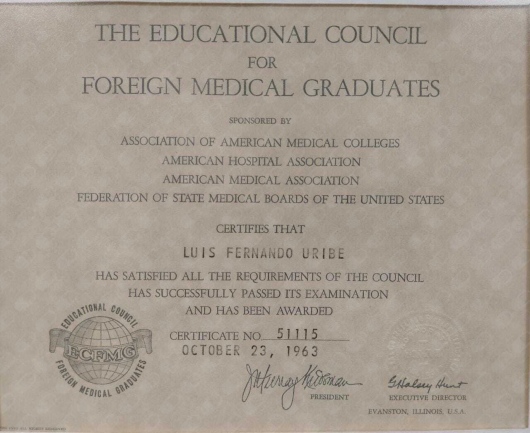 THE EDUCATIONAL COUNCIL
FOR
FOREIGN MEDICAL GRADUATES
SPONSORED BY
ASSOCIATION OF AMERICAN MEDICAL COLLEGES
AMERICAN HOSPITAL ASSOCIATION
AMERICAN MEDICAL ASSOCIATION
FEDERATION OF STATE MEDICAL BOARDS OF THE UNITED STATES
CERTIFIES THAT
LUIS FERNANDO URIBE
HAS SATISFIED ALL THE REQUIREMENTS OF THE COUNCIL
HAS SUCCESSFULLY PASSED ITS EXAMINATION
AND HAS BEEN AWARDED
EDUCATIONAL COUNCIL
ECFMG
FOREIGN MEDICAL GRADUATES
CERTIFICATE NO 51115
OCTOBER 23, 1963
PRESIDENT
G Halsey Hunt
EXECUTIVE DIRECTOR
EVANSTON, ILLINOIS, U.S.A.